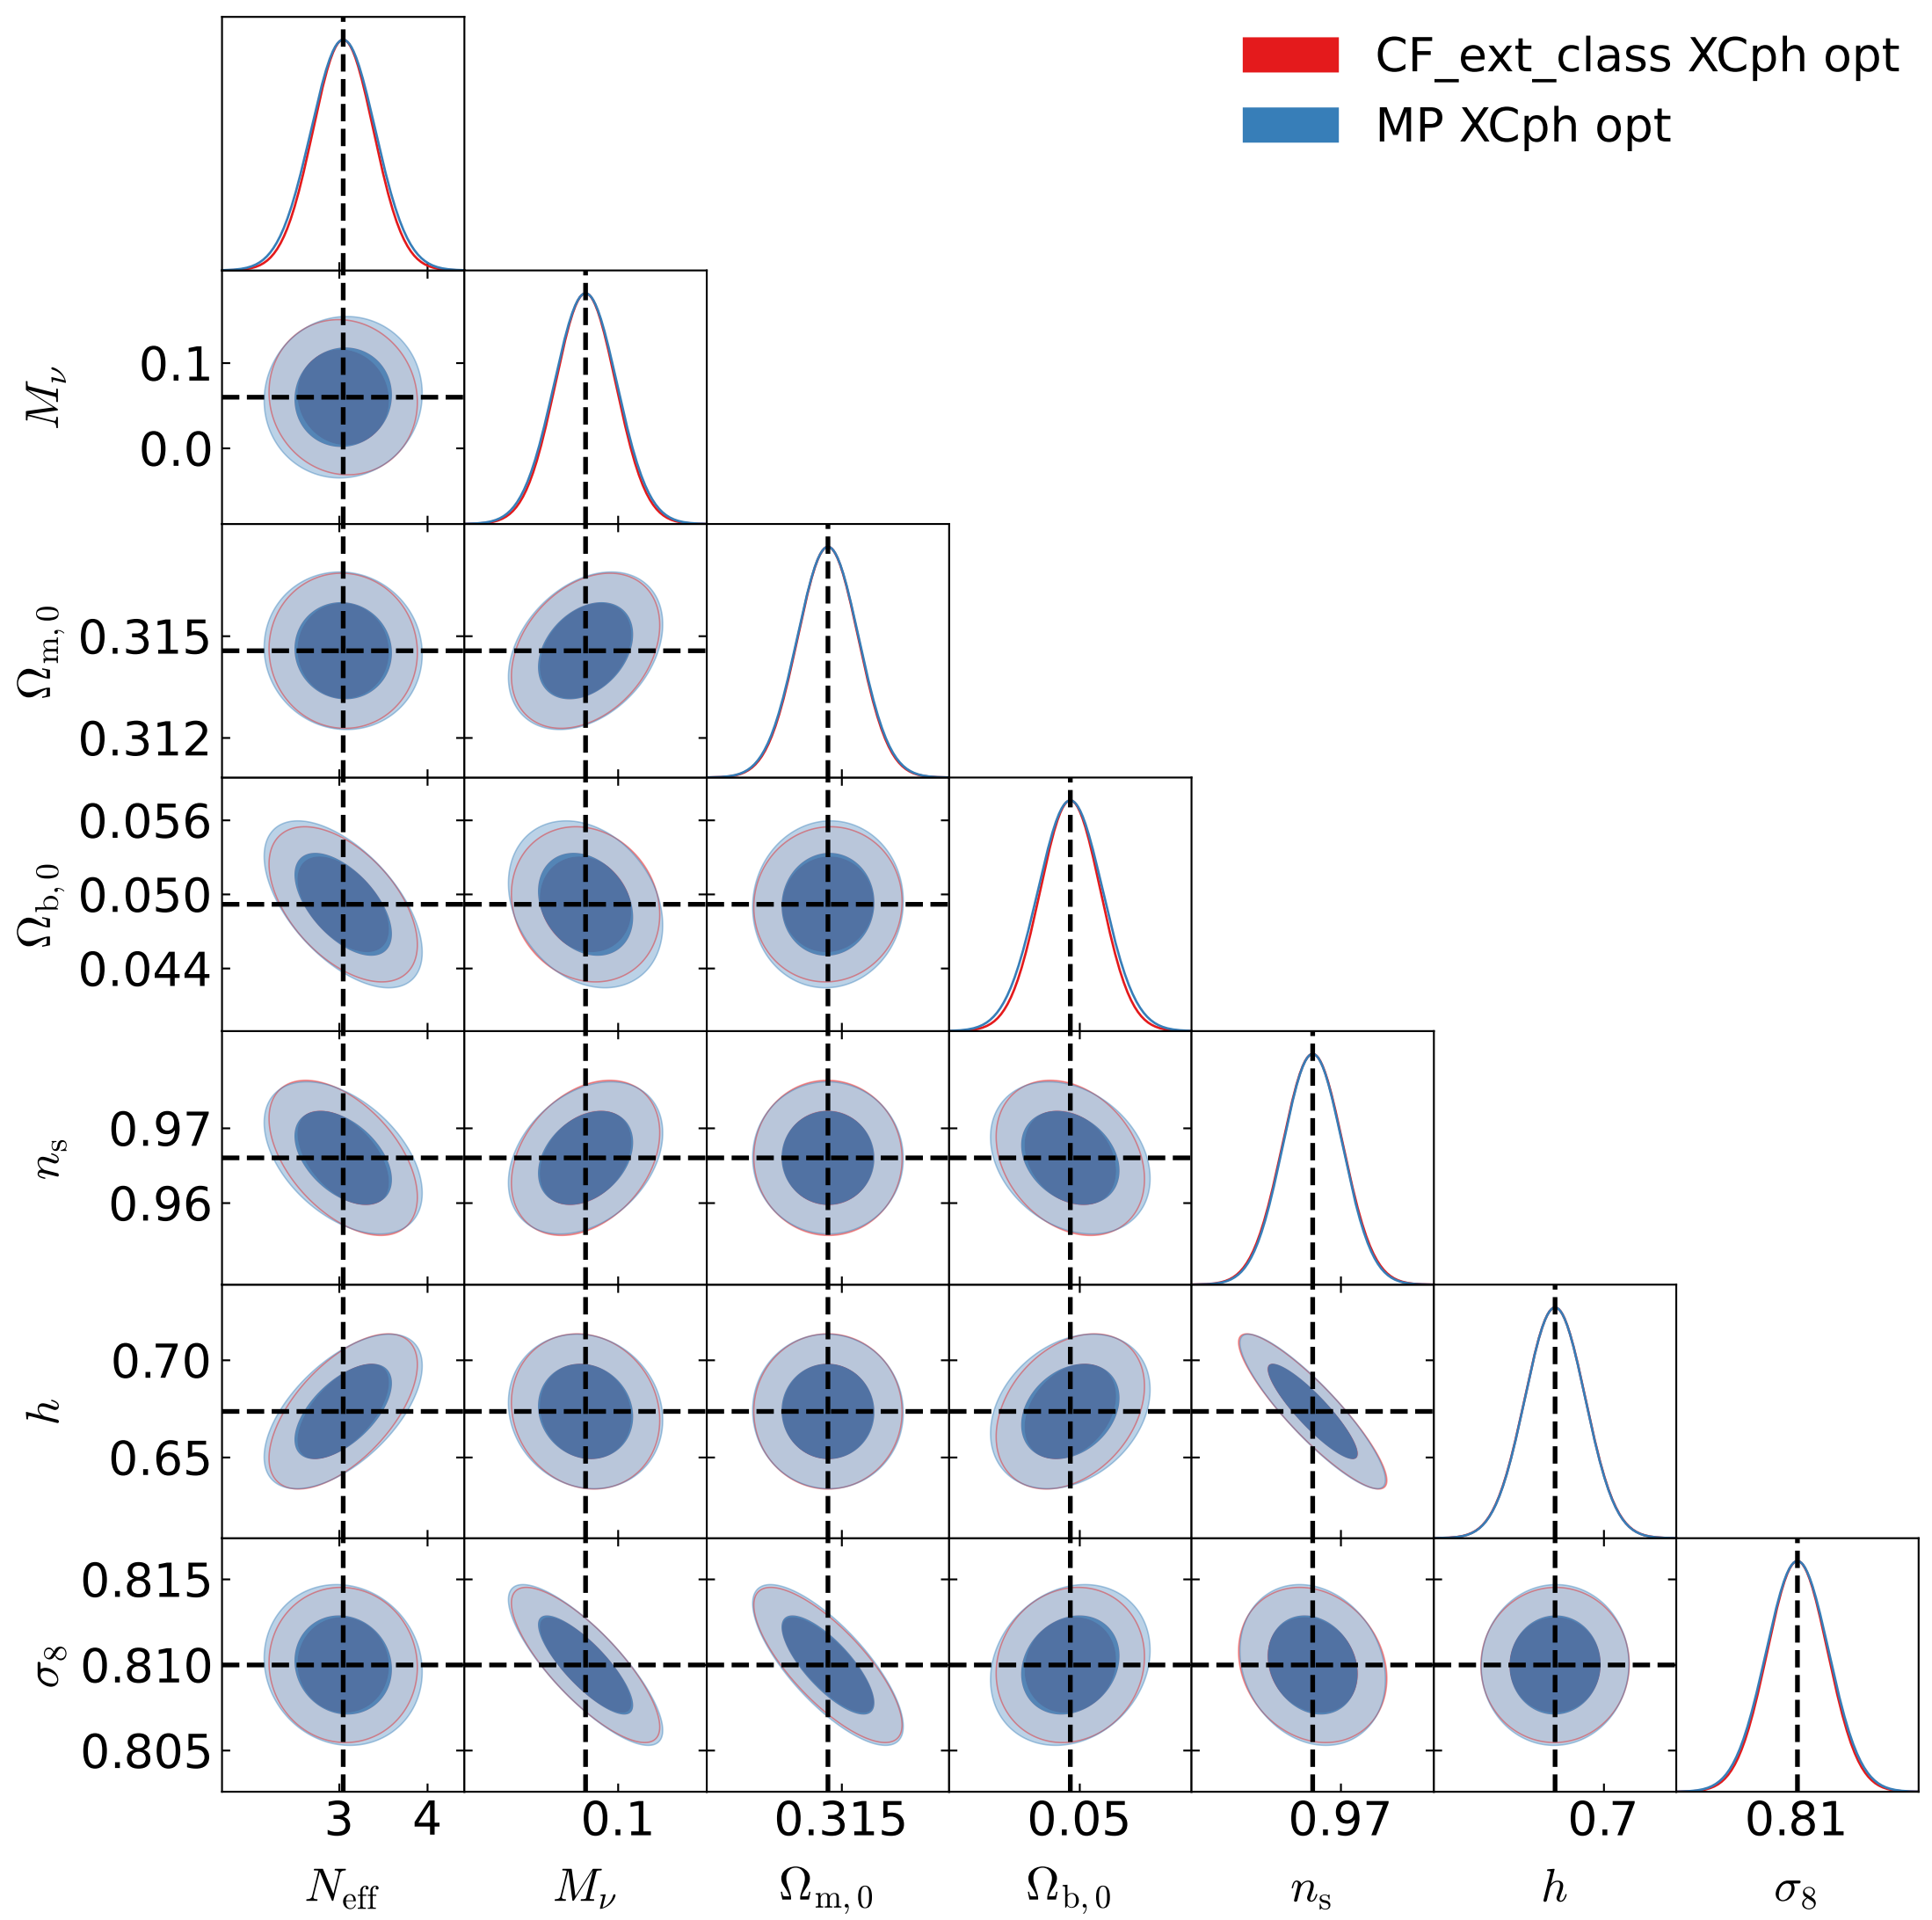 CF_ext_class XCph opt
MP XCph opt
M_ν
0.1
0.0
Ω_m,0
0.315
0.312
Ω_b,0
0.056
0.050
0.044
n_s
0.97
0.96
h
0.70
0.65
σ_8
0.815
0.810
0.805
3 4 0.1 0.315 0.05 0.97 0.7 0.81
N_eff M_ν Ω_m,0 Ω_b,0 n_s h σ_8